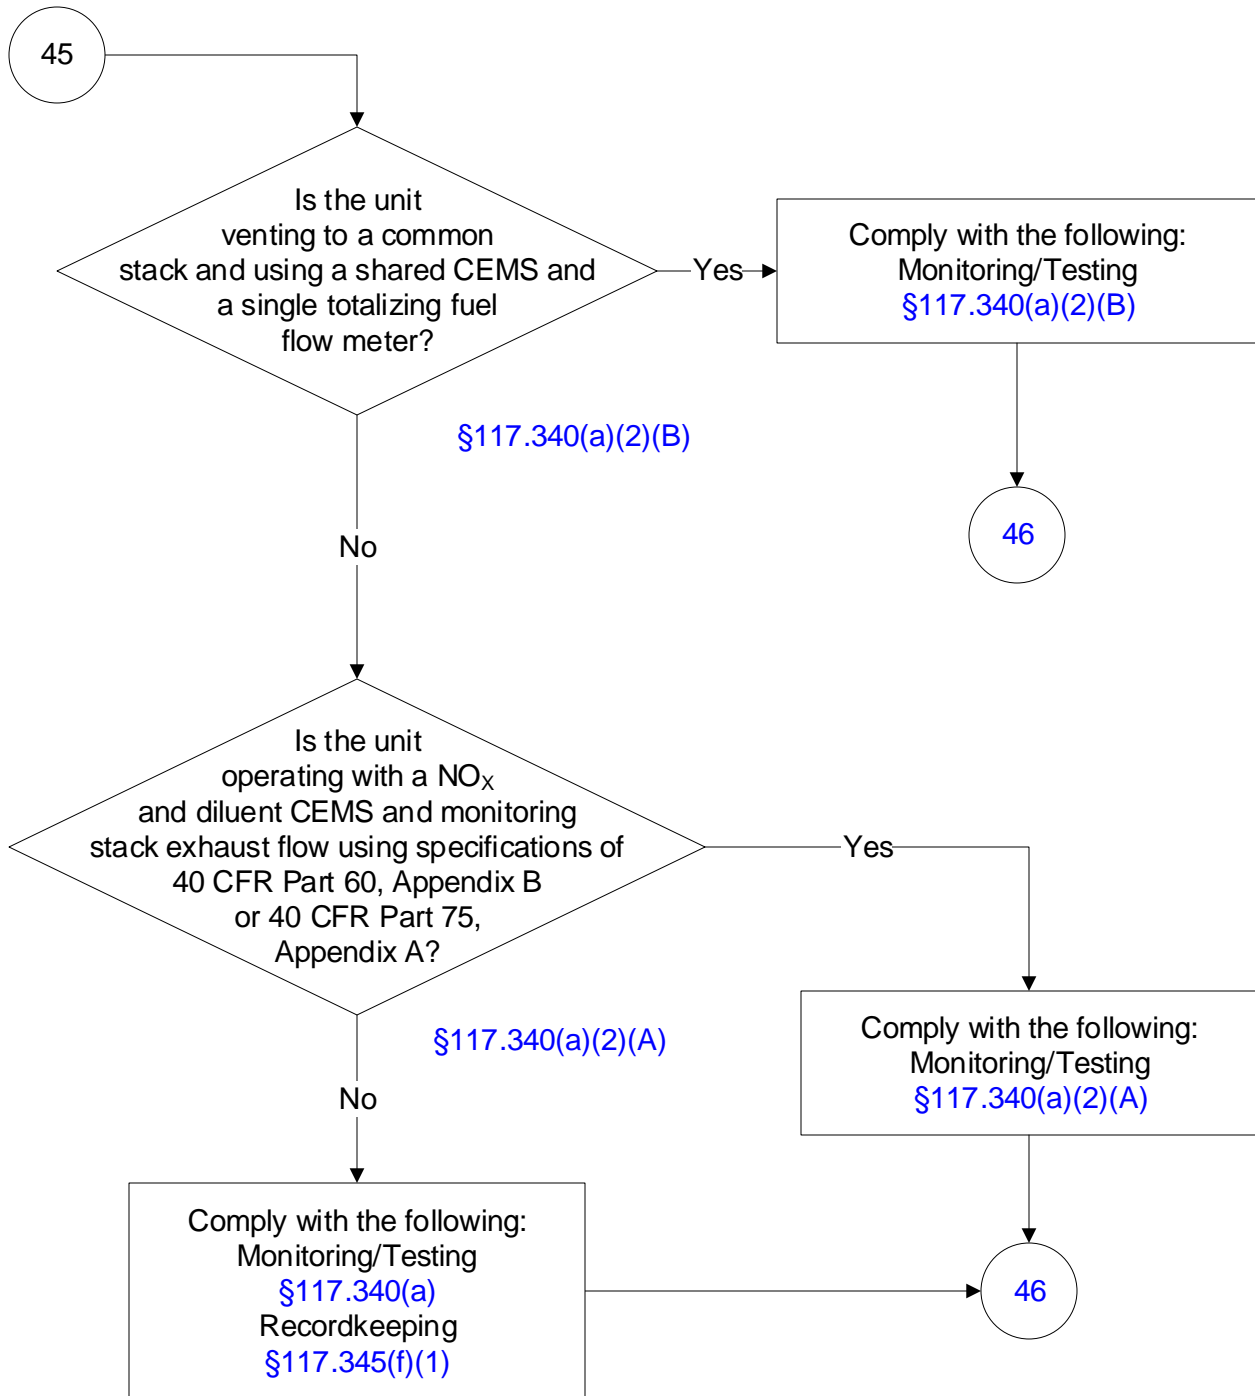 45
Is the unit
venting to a common
stack and using a shared CEMS and
a single totalizing fuel
flow meter?
Yes
Comply with the following:
Monitoring/Testing
§117.340(a)(2)(B)
§117.340(a)(2)(B)
46
No
Is the unit
operating with a NOX
and diluent CEMS and monitoring
stack exhaust flow using specifications of
40 CFR Part 60, Appendix B
or 40 CFR Part 75,
Appendix A?
Yes
§117.340(a)(2)(A)
Comply with the following:
Monitoring/Testing
§117.340(a)(2)(A)
No
Comply with the following:
Monitoring/Testing
§117.340(a)
Recordkeeping
§117.345(f)(1)
46